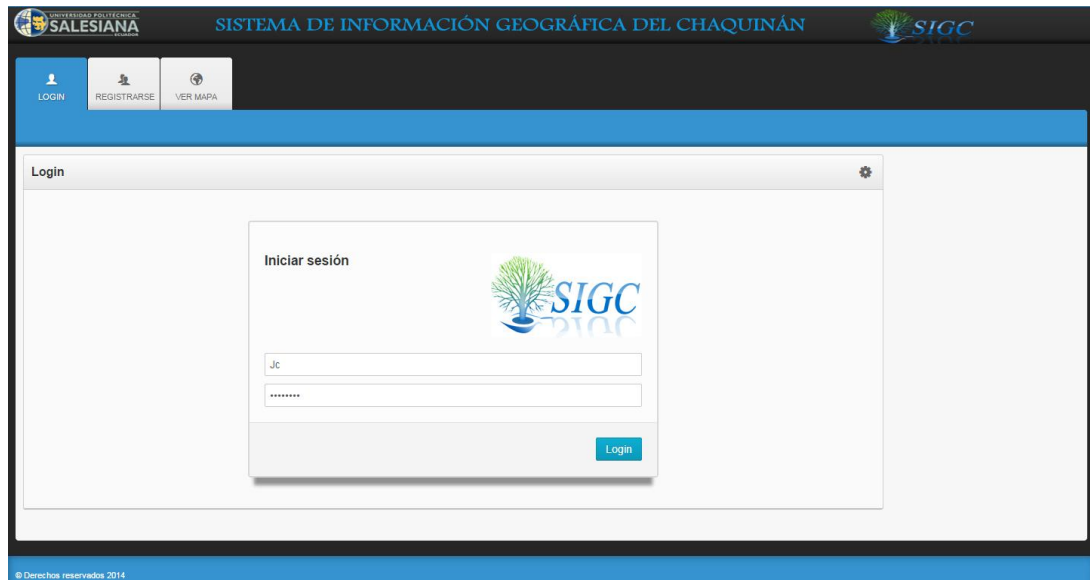 UNIVERSIDAD POLITÉCNICA
SALESIANA
ECUADOR
SISTEMA DE INFORMACIÓN GEOGRÁFICA DEL CHAQUINÁN
SIGC
LOGIN
REGISTRARSE
VER MAPA
Login
Iniciar sesión
SIGC
Jc
••••••••
Login
© Derechos reservados 2014